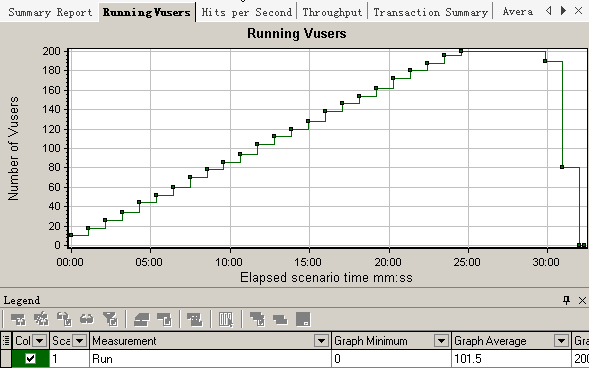 Summary Report Running Vusers Hits per Second Throughput Transaction Summary Avera
Running Vusers
Number of Vusers
200
180
160
140
120
100
80
60
40
20
0
00:00 05:00 10:00 15:00 20:00 25:00 30:00
Elapsed scenario time mm:ss
Legend
Col Sca Measurement Graph Minimum Graph Average Gra
1 Run 0 101.5 200